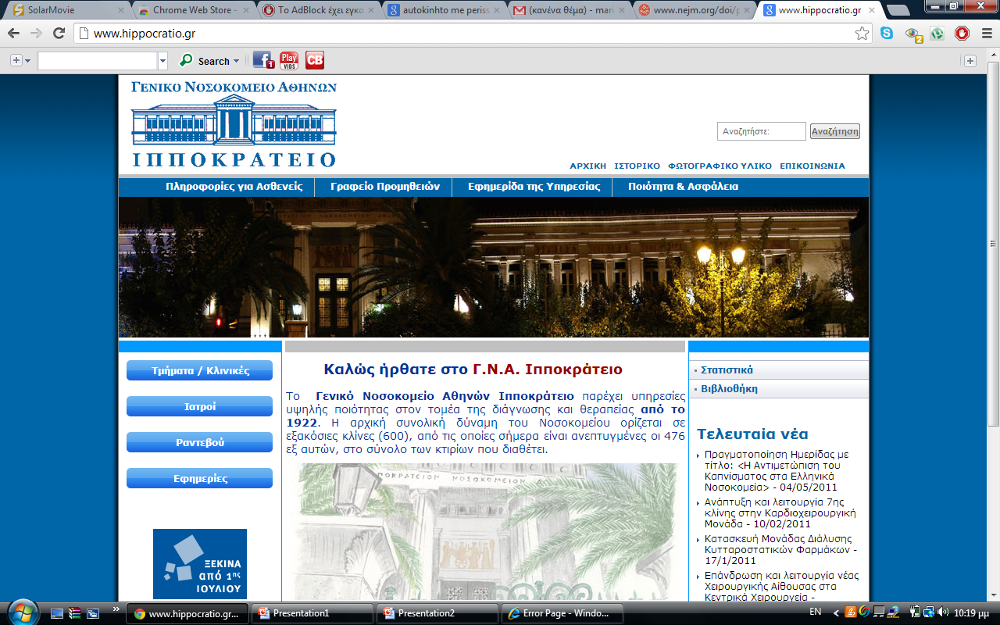 SolarMovie
Chrome Web Store -
Το AdBlock έχει εγκα
autokinhto me periss
(κανένα θέμα) - mari
www.nejm.org/doi/p
www.hippocratio.gr
www.hippocratio.gr
Search
1
Play
VIDS
CB
2
ΓΕΝΙΚΟ ΝΟΣΟΚΟΜΕΙΟ ΑΘΗΝΩΝ
ΙΠΠΟΚΡΑΤΕΙΟ
Αναζητήστε:
Αναζήτηση
ΑΡΧΙΚΗ ΙΣΤΟΡΙΚΟ ΦΩΤΟΓΡΑΦΙΚΟ ΥΛΙΚΟ ΕΠΙΚΟΙΝΩΝΙΑ
Πληροφορίες για Ασθενείς Γραφείο Προμηθειών Εφημερίδα της Υπηρεσίας Ποιότητα & Ασφάλεια
Τμήματα / Κλινικές
Ιατροί
Ραντεβού
Εφημερίες
ΞΕΚΙΝΑ
από 1ης
ΙΟΥΛΙΟΥ
Καλώς ήρθατε στο Γ.Ν.Α. Ιπποκράτειο
Το Γενικό Νοσοκομείο Αθηνών Ιπποκράτειο παρέχει υπηρεσίες
υψηλής ποιότητας στον τομέα της διάγνωσης και θεραπείας από το
1922. Η αρχική συνολική δύναμη του Νοσοκομείου ορίζεται σε
εξακόσιες κλίνες (600), από τις οποίες σήμερα είναι ανεπτυγμένες οι 476
εξ αυτών, στο σύνολο των κτιρίων που διαθέτει.
ΠΟΚΡΑΤΕΙΟΝ ΝΟΣΟΚΟΜΕΙΟΝ
Στατιστικά
Βιβλιοθήκη
Τελευταία νέα
Πραγματοποίηση Ημερίδας με
τίτλο: <Η Αντιμετώπιση του
Καπνίσματος στα Ελληνικά
Νοσοκομεία> - 04/05/2011
Ανάπτυξη και λειτουργία 7ης
κλίνης στην Καρδιοχειρουργική
Μονάδα - 10/02/2011
Κατασκευή Μονάδας Διάλυσης
Κυτταροστατικών Φαρμάκων -
17/1/2011
Επάνδρωση και λειτουργία νέας
Χειρουργικής Αίθουσας στα
Κεντρικά Χειρουργεία -
www.hippocratio.gr...
Presentation1
Presentation2
Error Page - Windo...
EN
10:19 μμ